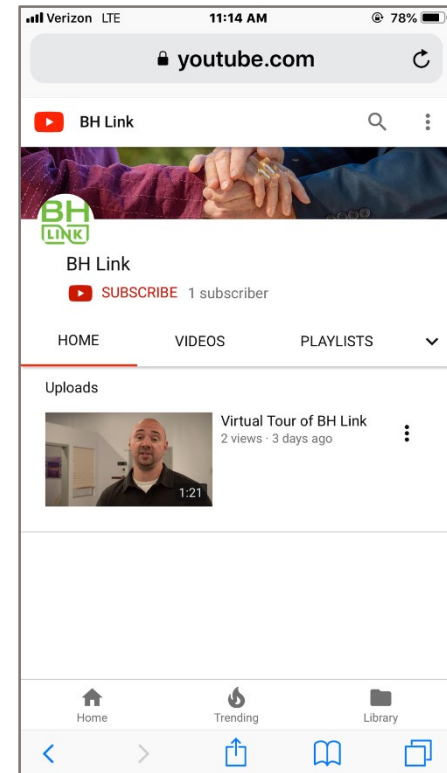 Verizon LTE 11:14 AM 78%
youtube.com
BH Link
BH
LINK
BH Link
SUBSCRIBE 1 subscriber
HOME VIDEOS PLAYLISTS
Uploads
Virtual Tour of BH Link
2 views · 3 days ago
1:21
Home Trending Library